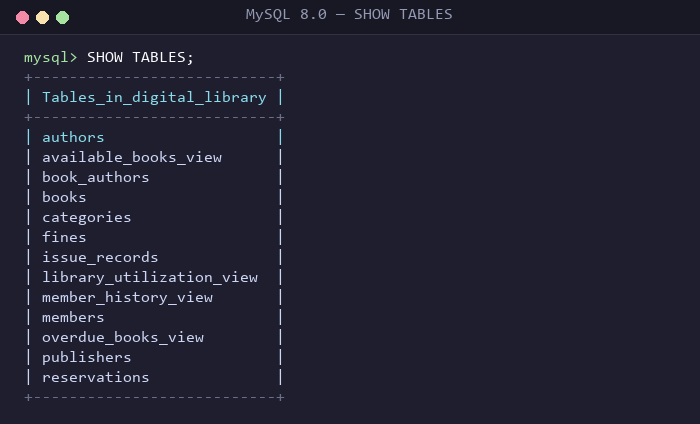 MySQL 8.0 — SHOW TABLES
mysql> SHOW TABLES;
+---------------------------+
| Tables_in_digital_library |
+---------------------------+
| authors                   |
| available_books_view      |
| book_authors              |
| books                     |
| categories                |
| fines                     |
| issue_records             |
| library_utilization_view  |
| member_history_view       |
| members                   |
| overdue_books_view        |
| publishers                |
| reservations              |
+---------------------------+